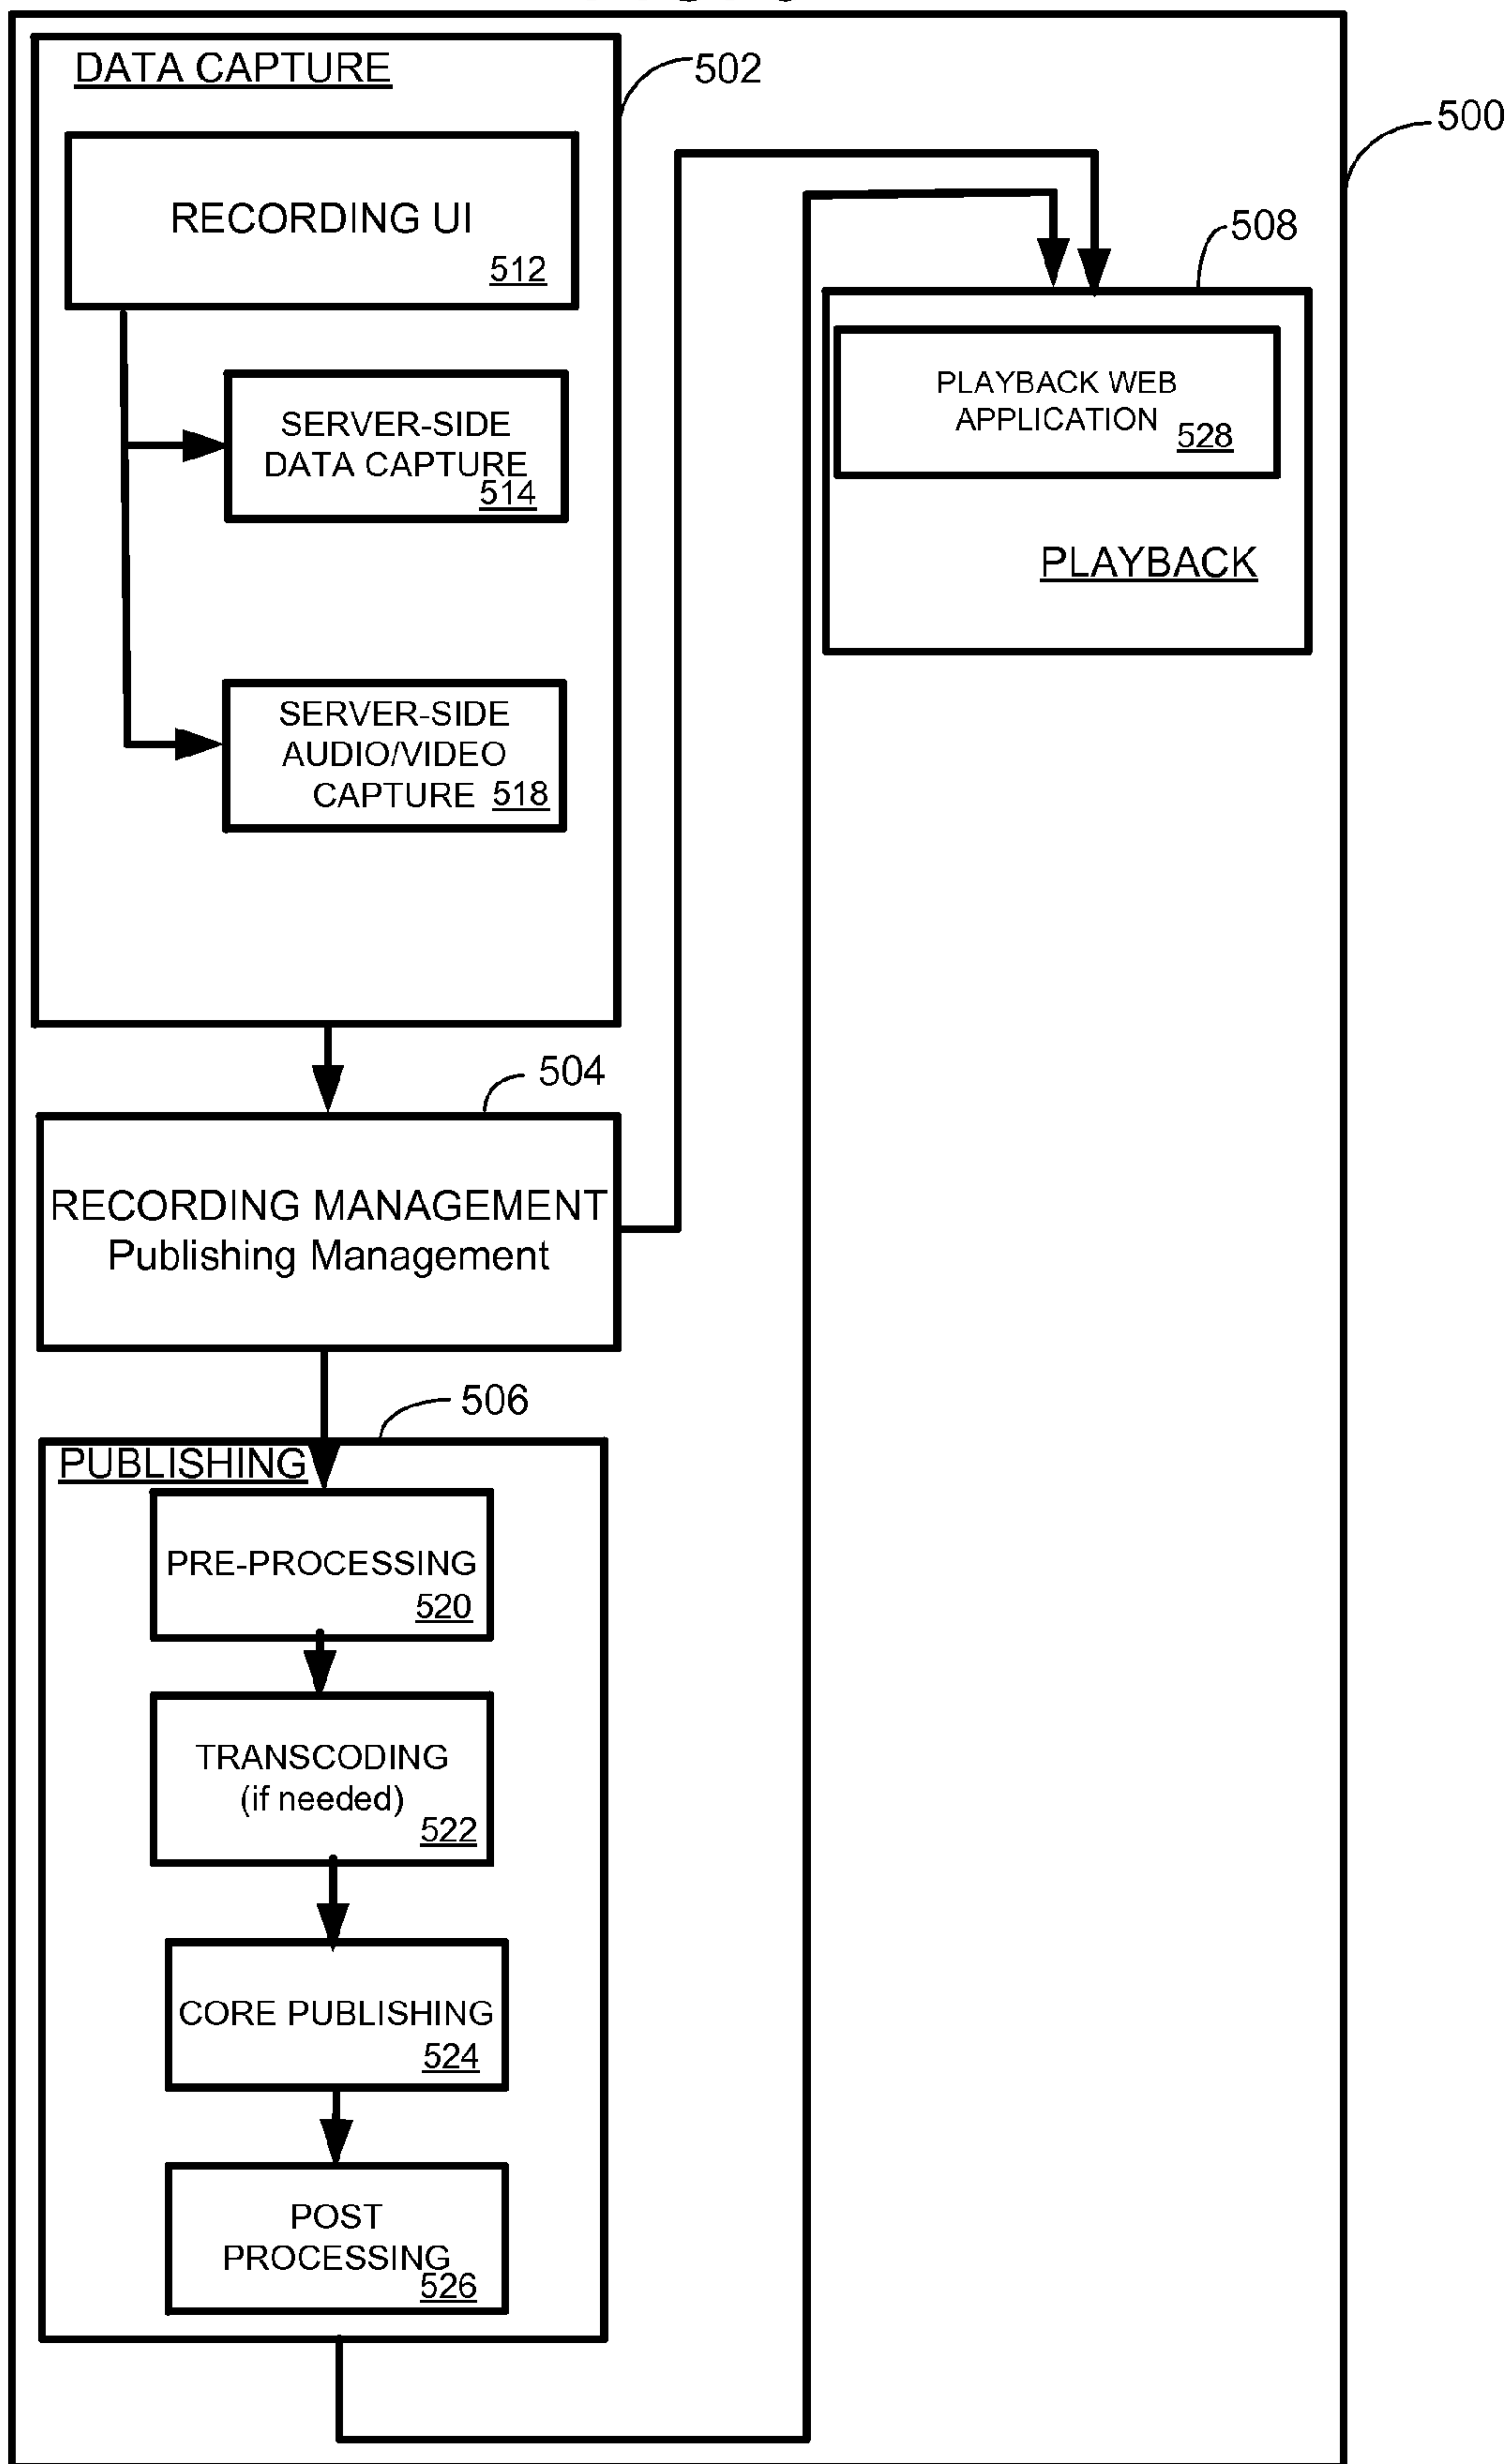 DATA CAPTURE
502
500
RECORDING UI
512
508
PLAYBACK WEB
APPLICATION
528
SERVER-SIDE
DATA CAPTURE
514
PLAYBACK
SERVER-SIDE
AUDIO/VIDEO
CAPTURE 518
504
RECORDING MANAGEMENT
Publishing Management
506
PUBLISHING
PRE-PROCESSING
520
TRANSCODING
(if needed)
522
CORE PUBLISHING
524
POST
PROCESSING
526